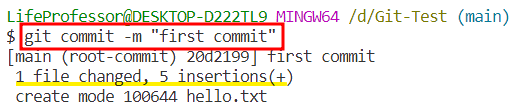 LifeProfessor@DESKTOP-D222TL9 MINGW64 /d/Git-Test (main)
$ git commit -m "first commit"
[main (root-commit) 20d2199] first commit
 1 file changed, 5 insertions(+)
 create mode 100644 hello.txt